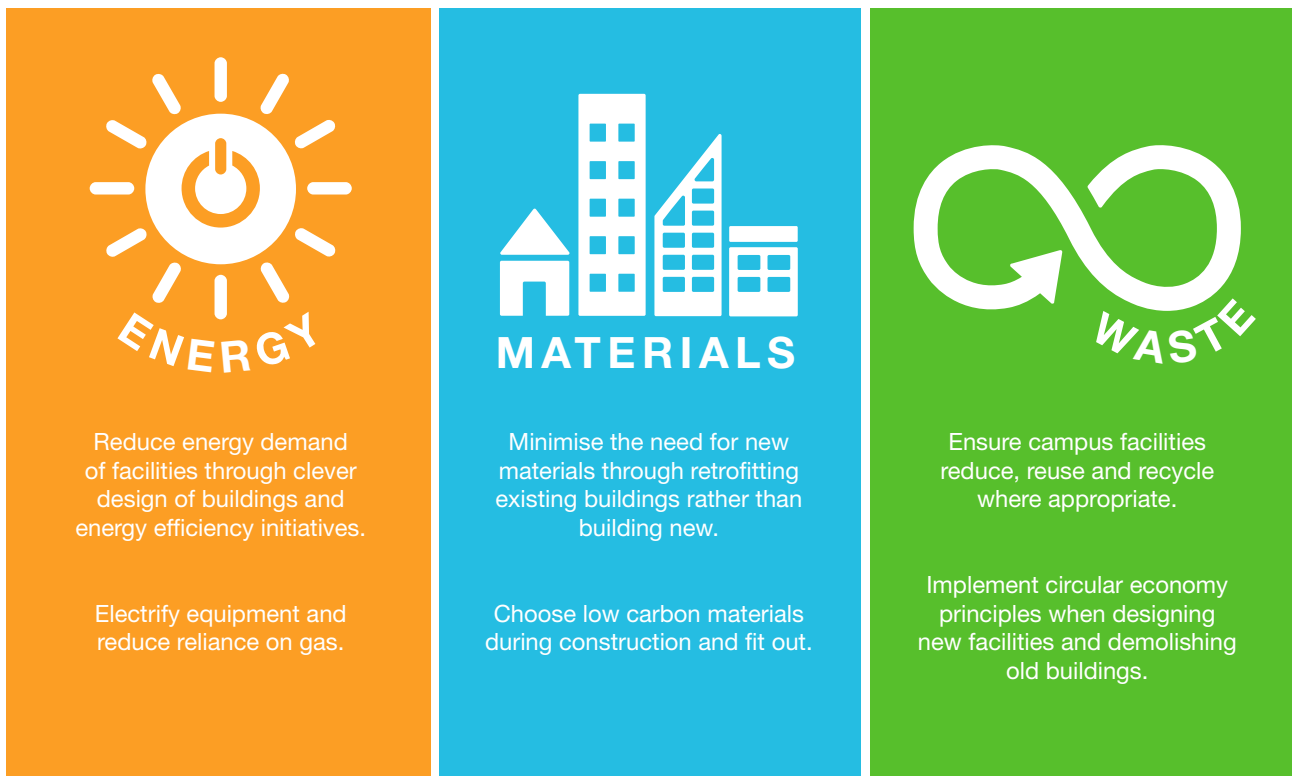 ENERGY
Reduce energy demand
of facilities through clever
design of buildings and
energy efficiency initiatives.
Electrify equipment and
reduce reliance on gas.
MATERIALS
Minimise the need for new
materials through retrofitting
existing buildings rather than
building new.
Choose low carbon materials
during construction and fit out.
WASTE
Ensure campus facilities
reduce, reuse and recycle
where appropriate.
Implement circular economy
principles when designing
new facilities and demolishing
old buildings.